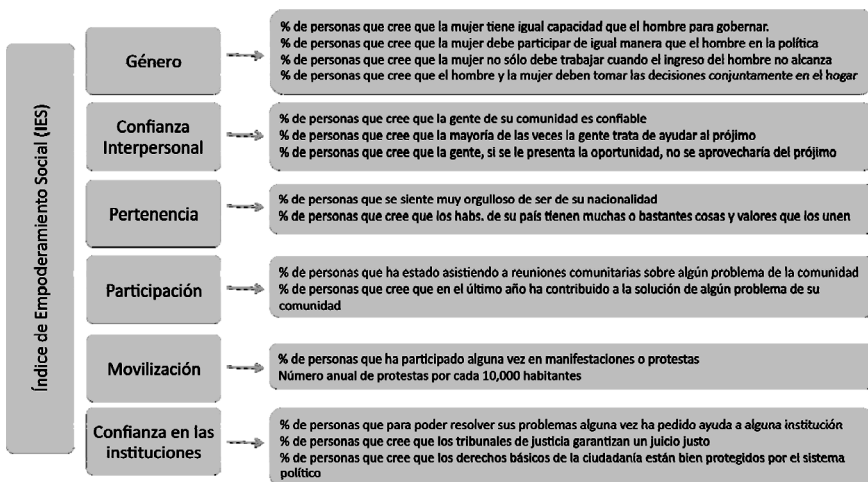 Índice de Empoderamiento Social (IES)
Género
% de personas que cree que la mujer tiene igual capacidad que el hombre para gobernar.
% de personas que cree que la mujer debe participar de igual manera que el hombre en la política
% de personas que cree que la mujer no sólo debe trabajar cuando el ingreso del hombre no alcanza
% de personas que cree que el hombre y la mujer deben tomar las decisiones conjuntamente en el hogar
Confianza
Interpersonal
% de personas que cree que la gente de su comunidad es confiable
% de personas que cree que la mayoría de las veces la gente trata de ayudar al prójimo
% de personas que cree que la gente, si se le presenta la oportunidad, no se aprovecharía del prójimo
Pertenencia
% de personas que se siente muy orgulloso de ser de su nacionalidad
% de personas que cree que los habs. de su país tienen muchas o bastantes cosas y valores que los unen
Participación
% de personas que ha estado asistiendo a reuniones comunitarias sobre algún problema de la comunidad
% de personas que cree que en el último año ha contribuido a la solución de algún problema de su
comunidad
Movilización
% de personas que ha participado alguna vez en manifestaciones o protestas
Número anual de protestas por cada 10,000 habitantes
Confianza en las
instituciones
% de personas que para poder resolver sus problemas alguna vez ha pedido ayuda a alguna institución
% de personas que cree que los tribunales de justicia garantizan un juicio justo
% de personas que cree que los derechos básicos de la ciudadanía están bien protegidos por el sistema
político